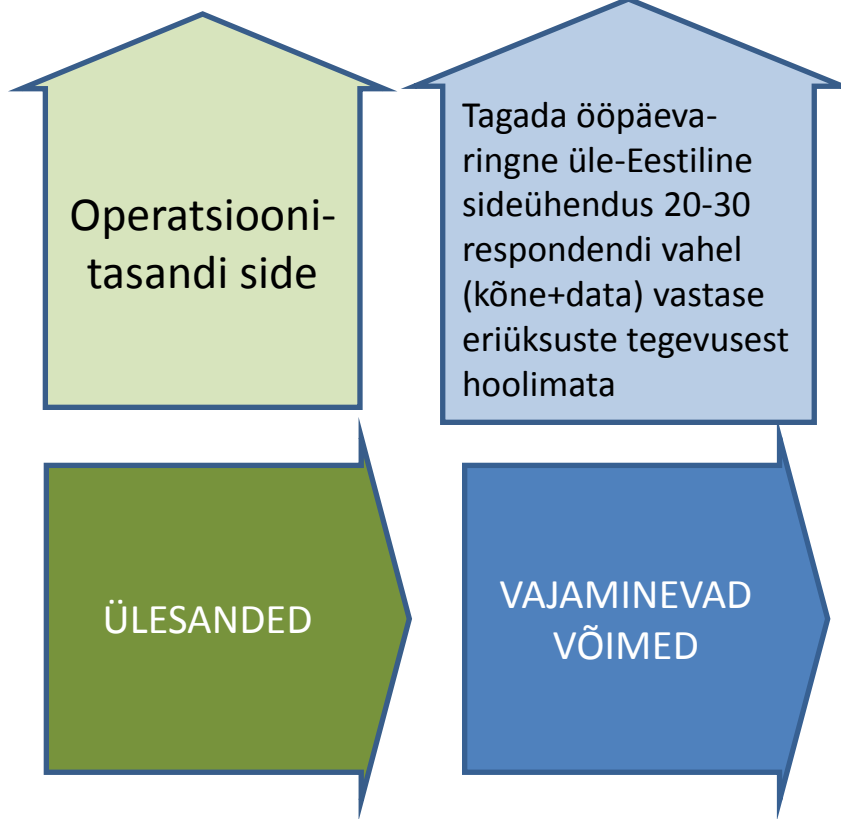 Operatsiooni-
tasandi side
Tagada ööpäeva-
ringne üle-Eestiline
sideühendus 20-30
respondendi vahel
(kõne+data) vastase
eriüksuste tegevusest
hoolimata
ÜLESANDED
VAJAMINEVAD
VÕIMED